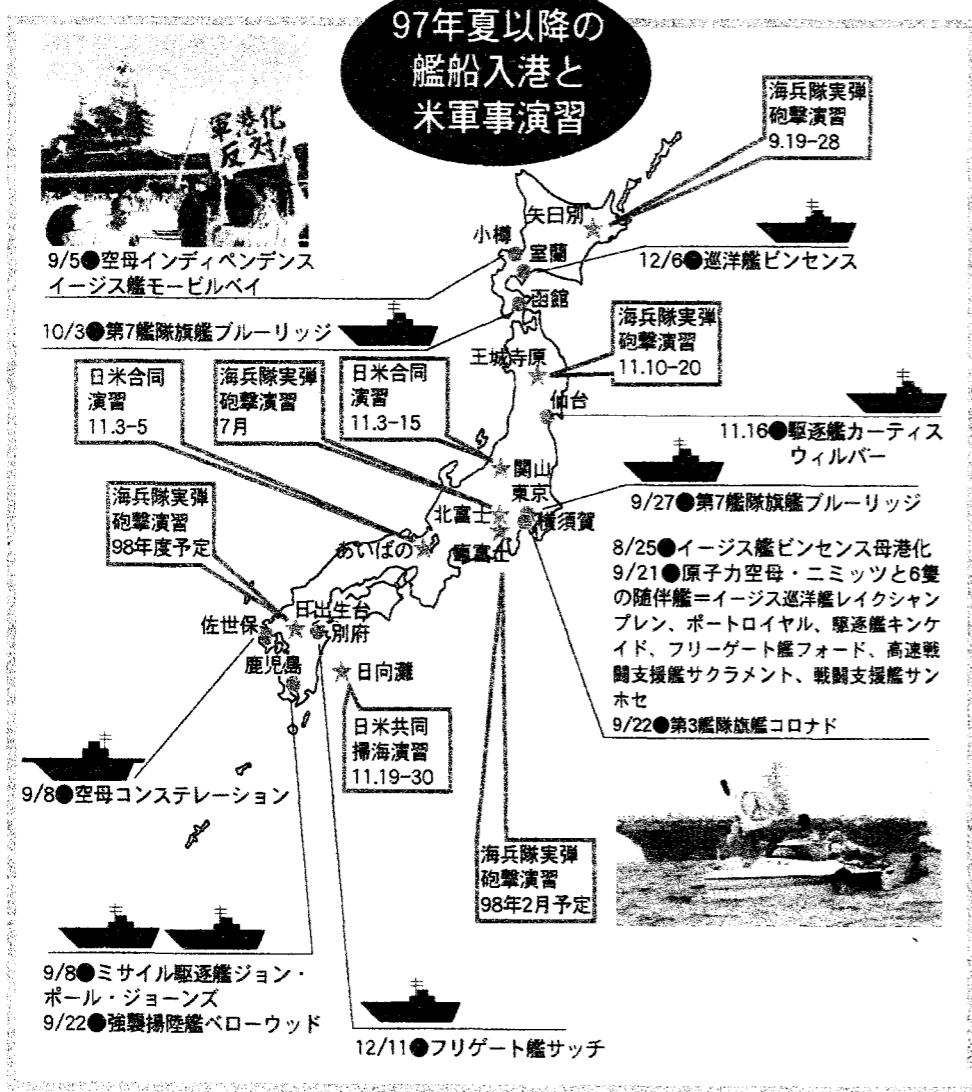 97年夏以降の
艦船入港と
米軍事演習
軍港化
反対!
海兵隊実弾
砲撃演習
9.19-28
矢臼別
小樽
室蘭
函館
9/5●空母インディペンデンス
イージス艦モービルベイ
12/6●巡洋艦ビンセンス
10/3●第7艦隊旗艦ブルーリッジ
海兵隊実弾
砲撃演習
11.10-20
王城寺原
仙台
日米合同
演習
11.3-5
海兵隊実弾
砲撃演習
7月
日米合同
演習
11.3-15
11.16●駆逐艦カーティス
ウィルバー
関山
東京
北富士
横須賀
東富士
あいばの
9/27●第7艦隊旗艦ブルーリッジ
海兵隊実弾
砲撃演習
98年度予定
8/25●イージス艦ビンセンス母港化
9/21●原子力空母・ニミッツと6隻
の随伴艦=イージス巡洋艦レイクシャン
プレン、ポートロイヤル、駆逐艦キンケ
イド、フリーゲート艦フォード、高速戦
闘支援艦サクラメント、戦闘支援艦サン
ホセ
9/22●第3艦隊旗艦コロナド
日出生台
佐世保
別府
鹿児島
日向灘
日米共同
掃海演習
11.19-30
9/8●空母コンステレーション
海兵隊実弾
砲撃演習
98年2月予定
9/8●ミサイル駆逐艦ジョン・
ポール・ジョーンズ
9/22●強襲揚陸艦ベローウッド
12/11●フリゲート艦サッチ